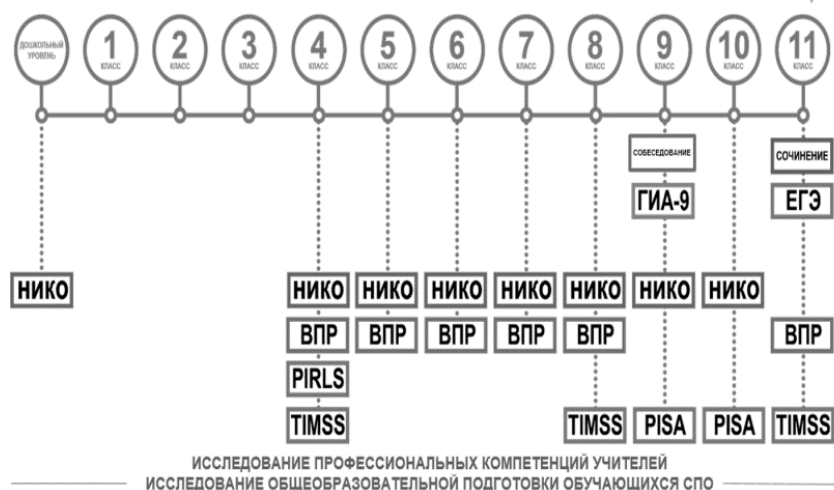 ДОШКОЛЬНЫЙ
УРОВЕНЬ
1
КЛАСС
2
КЛАСС
3
КЛАСС
4
КЛАСС
5
КЛАСС
6
КЛАСС
7
КЛАСС
8
КЛАСС
9
КЛАСС
10
КЛАСС
11
КЛАСС
СОБЕСЕДОВАНИЕ СОЧИНЕНИЕ
ГИА-9 ЕГЭ
НИКО НИКО НИКО НИКО НИКО НИКО НИКО НИКО
ВПР ВПР ВПР ВПР ВПР ВПР
PIRLS
TIMSS TIMSS PISA PISA TIMSS
ИССЛЕДОВАНИЕ ПРОФЕССИОНАЛЬНЫХ КОМПЕТЕНЦИЙ УЧИТЕЛЕЙ
ИССЛЕДОВАНИЕ ОБЩЕОБРАЗОВАТЕЛЬНОЙ ПОДГОТОВКИ ОБУЧАЮЩИХСЯ СПО